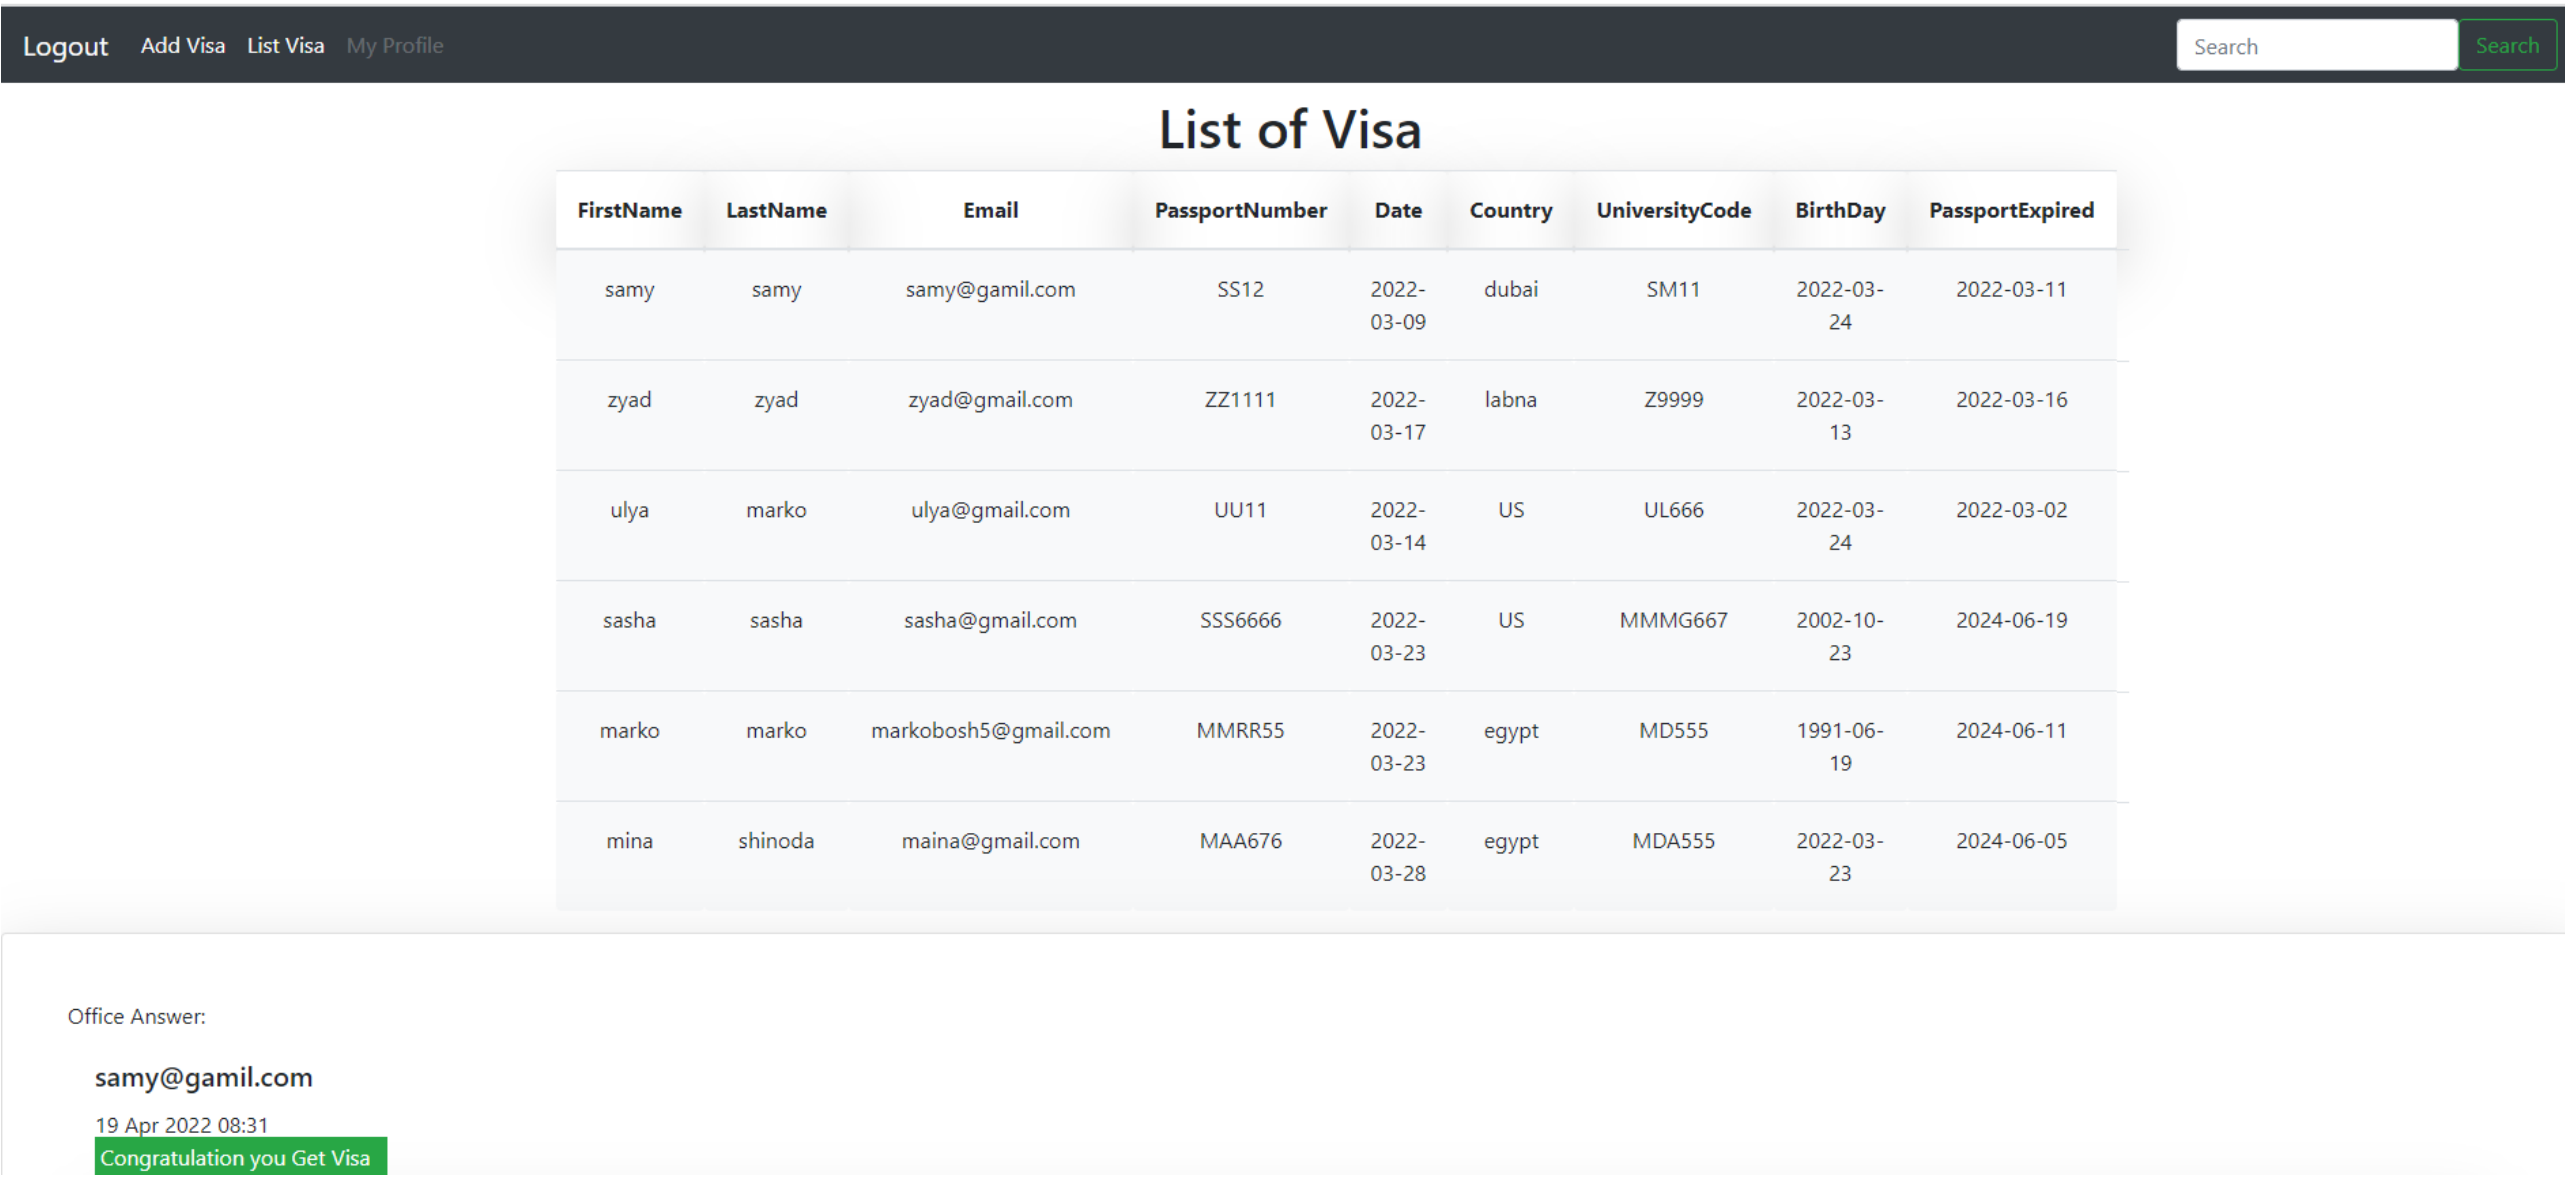 Logout Add Visa List Visa My Profile Search Search
List of Visa
FirstName LastName Email PassportNumber Date Country UniversityCode BirthDay PassportExpired
samy samy samy@gamil.com SS12 2022- dubai SM11 2022-03- 2022-03-11
03-09 24
zyad zyad zyad@gmail.com ZZ1111 2022- labna Z9999 2022-03- 2022-03-16
03-17 13
ulya marko ulya@gmail.com UU11 2022- US UL666 2022-03- 2022-03-02
03-14 24
sasha sasha sasha@gmail.com SSS6666 2022- US MMMG667 2002-10- 2024-06-19
03-23 23
marko marko markobosh5@gmail.com MMRR55 2022- egypt MD555 1991-06- 2024-06-11
03-23 19
mina shinoda maina@gmail.com MAA676 2022- egypt MDA555 2022-03- 2024-06-05
03-28 23
Office Answer:
samy@gamil.com
19 Apr 2022 08:31
Congratulation you Get Visa